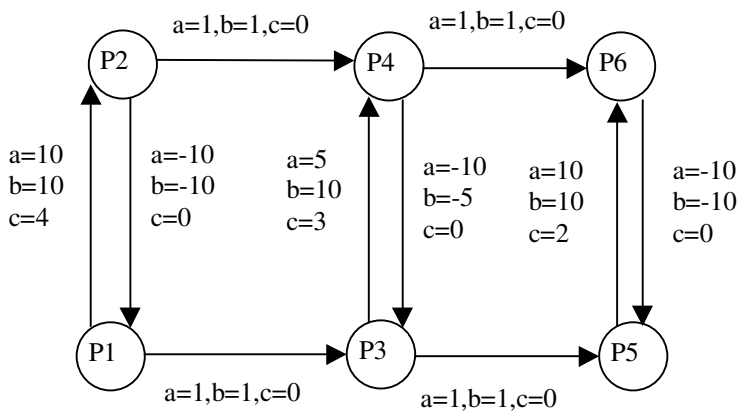 a=1,b=1,c=0
a=1,b=1,c=0
P2
P4
P6
a=10
b=10
c=4
a=-10
b=-10
c=0
a=5
b=10
c=3
a=-10
b=-5
c=0
a=10
b=10
c=2
a=-10
b=-10
c=0
P1
P3
P5
a=1,b=1,c=0
a=1,b=1,c=0